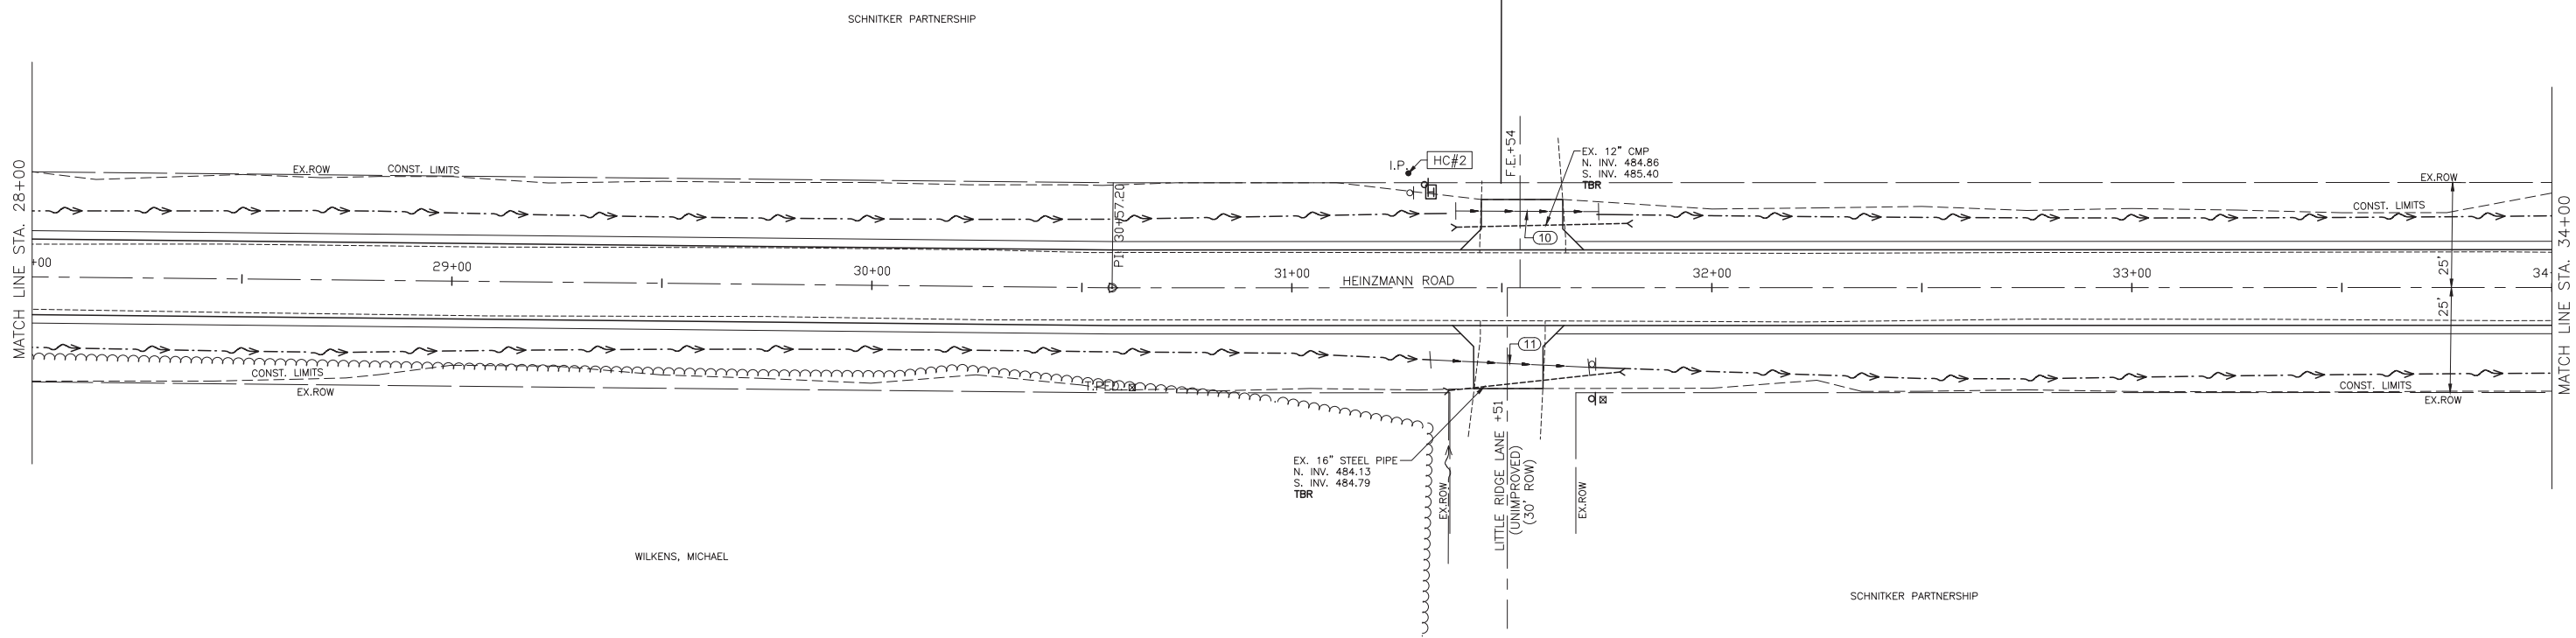 SCHNITKER PARTNERSHIP
MATCH LINE STA. 28+00
EX.ROW
CONST. LIMITS
PI 30+57.20
I.P.
HC#2
H
F.E.+54
EX. 12" CMP
N. INV. 484.86
S. INV. 485.40
TBR
10
EX.ROW
CONST. LIMITS
+00
29+00
30+00
31+00
HEINZMANN ROAD
32+00
33+00
34
25'
25'
MATCH LINE STA. 34+00
11
CONST. LIMITS
EX.ROW
T.PED.
CONST. LIMITS
EX.ROW
EX. 16" STEEL PIPE
N. INV. 484.13
S. INV. 484.79
TBR
EX.ROW
LITTLE RIDGE LANE +51
(UNIMPROVED)
(30' ROW)
EX.ROW
WILKENS, MICHAEL
SCHNITKER PARTNERSHIP